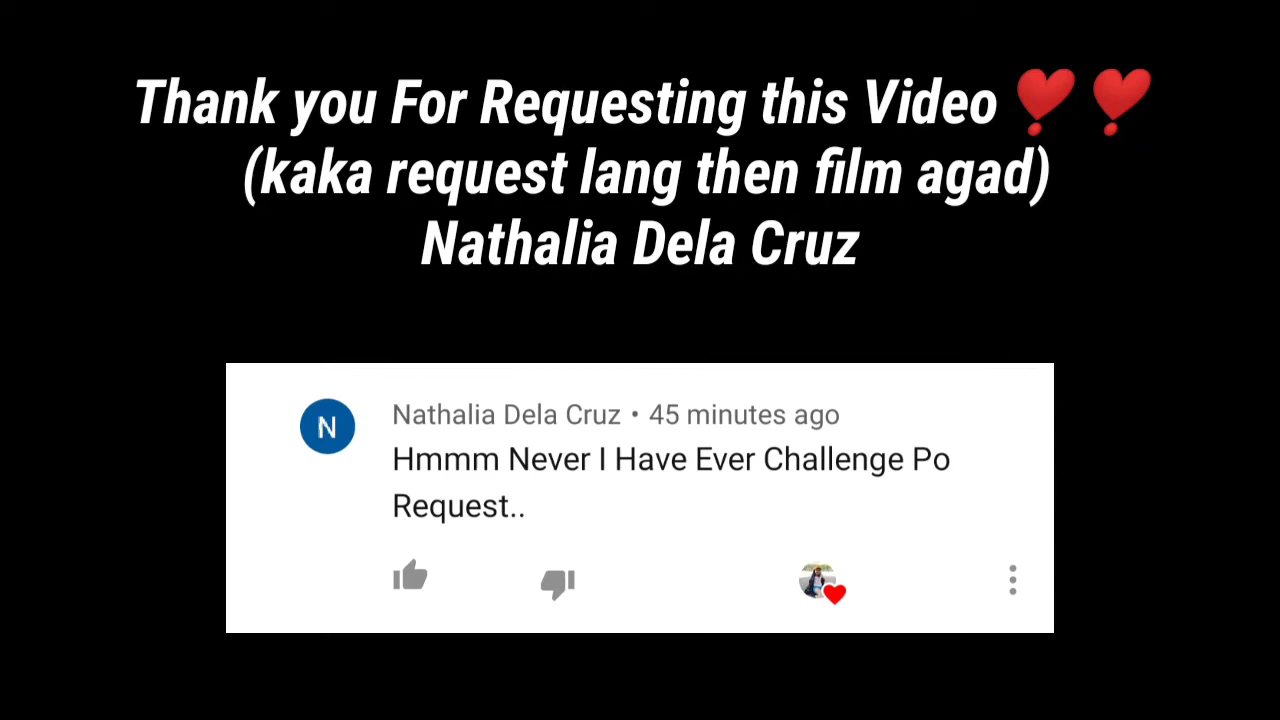 Thank you For Requesting this Video ❣️❣️
(kaka request lang then film agad)
Nathalia Dela Cruz
N
Nathalia Dela Cruz • 45 minutes ago
Hmmm Never I Have Ever Challenge Po
Request..